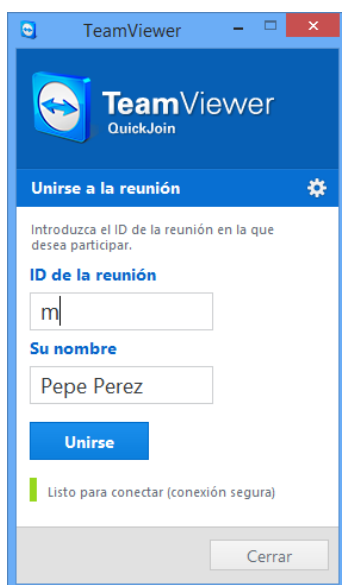 TeamViewer
TeamViewer
QuickJoin
Unirse a la reunión
Introduzca el ID de la reunión en la que
desea participar.
ID de la reunión
m
Su nombre
Pepe Perez
Unirse
Listo para conectar (conexión segura)
Cerrar